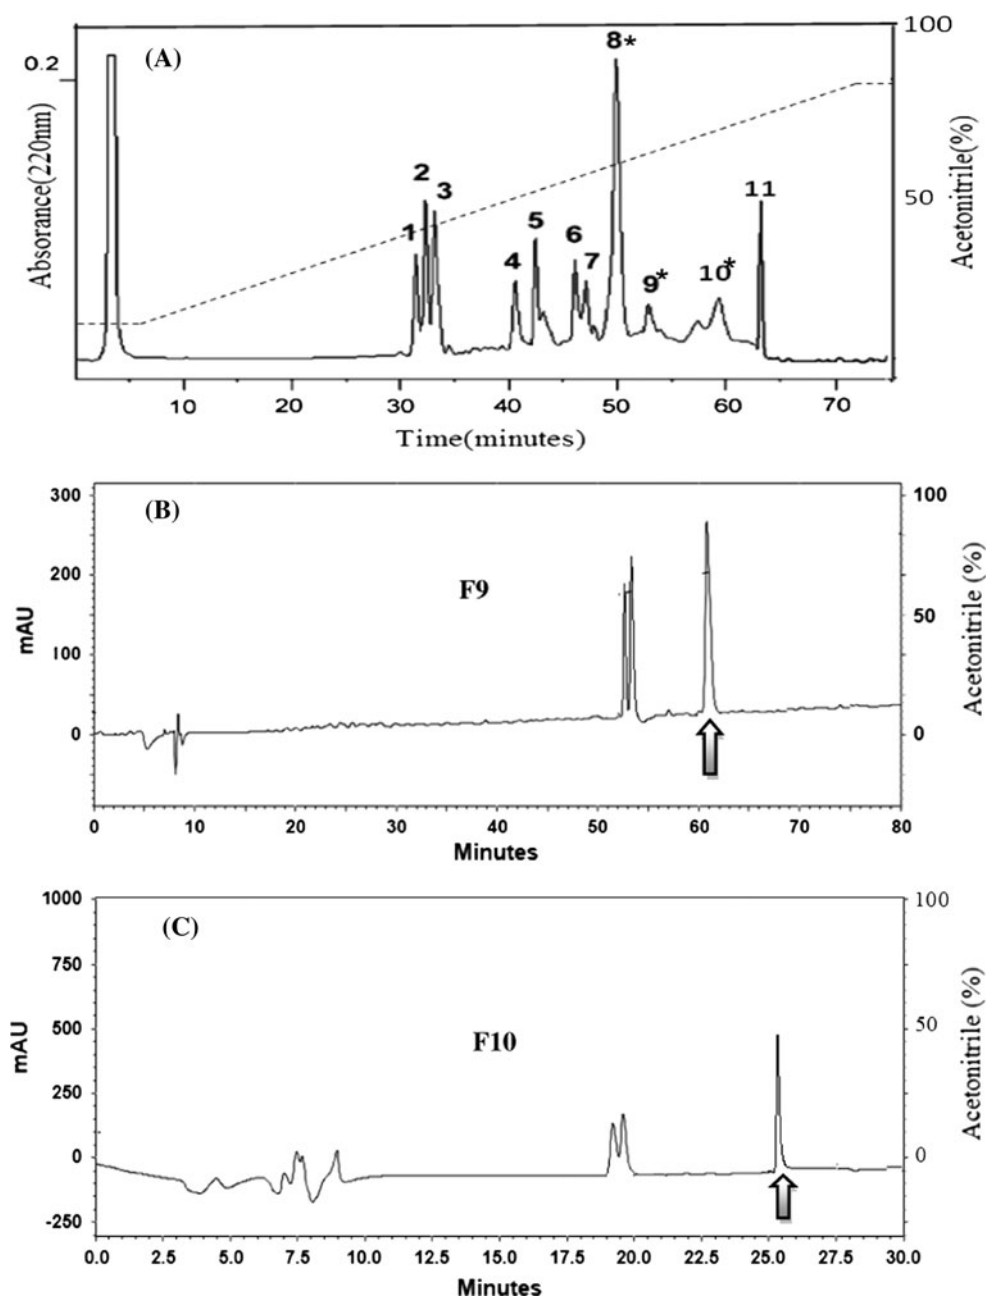 100
(A)
8*
0.2
Absorance(220nm)
Acetonitrile(%)
2
3
11
50
1
5
6
4
7
10*
9*
10 20 30 40 50 60 70
Time(minutes)
300 100
(B)
F9
200
50
mAU
Acetonitrile (%)
100
0 0
0 10 20 30 40 50 60 70 80
Minutes
1000 100
(C)
750
500 50
F10
mAU
Acetonitrile (%)
250
0 0
-250
0.0 2.5 5.0 7.5 10.0 12.5 15.0 17.5 20.0 22.5 25.0 27.5 30.0
Minutes